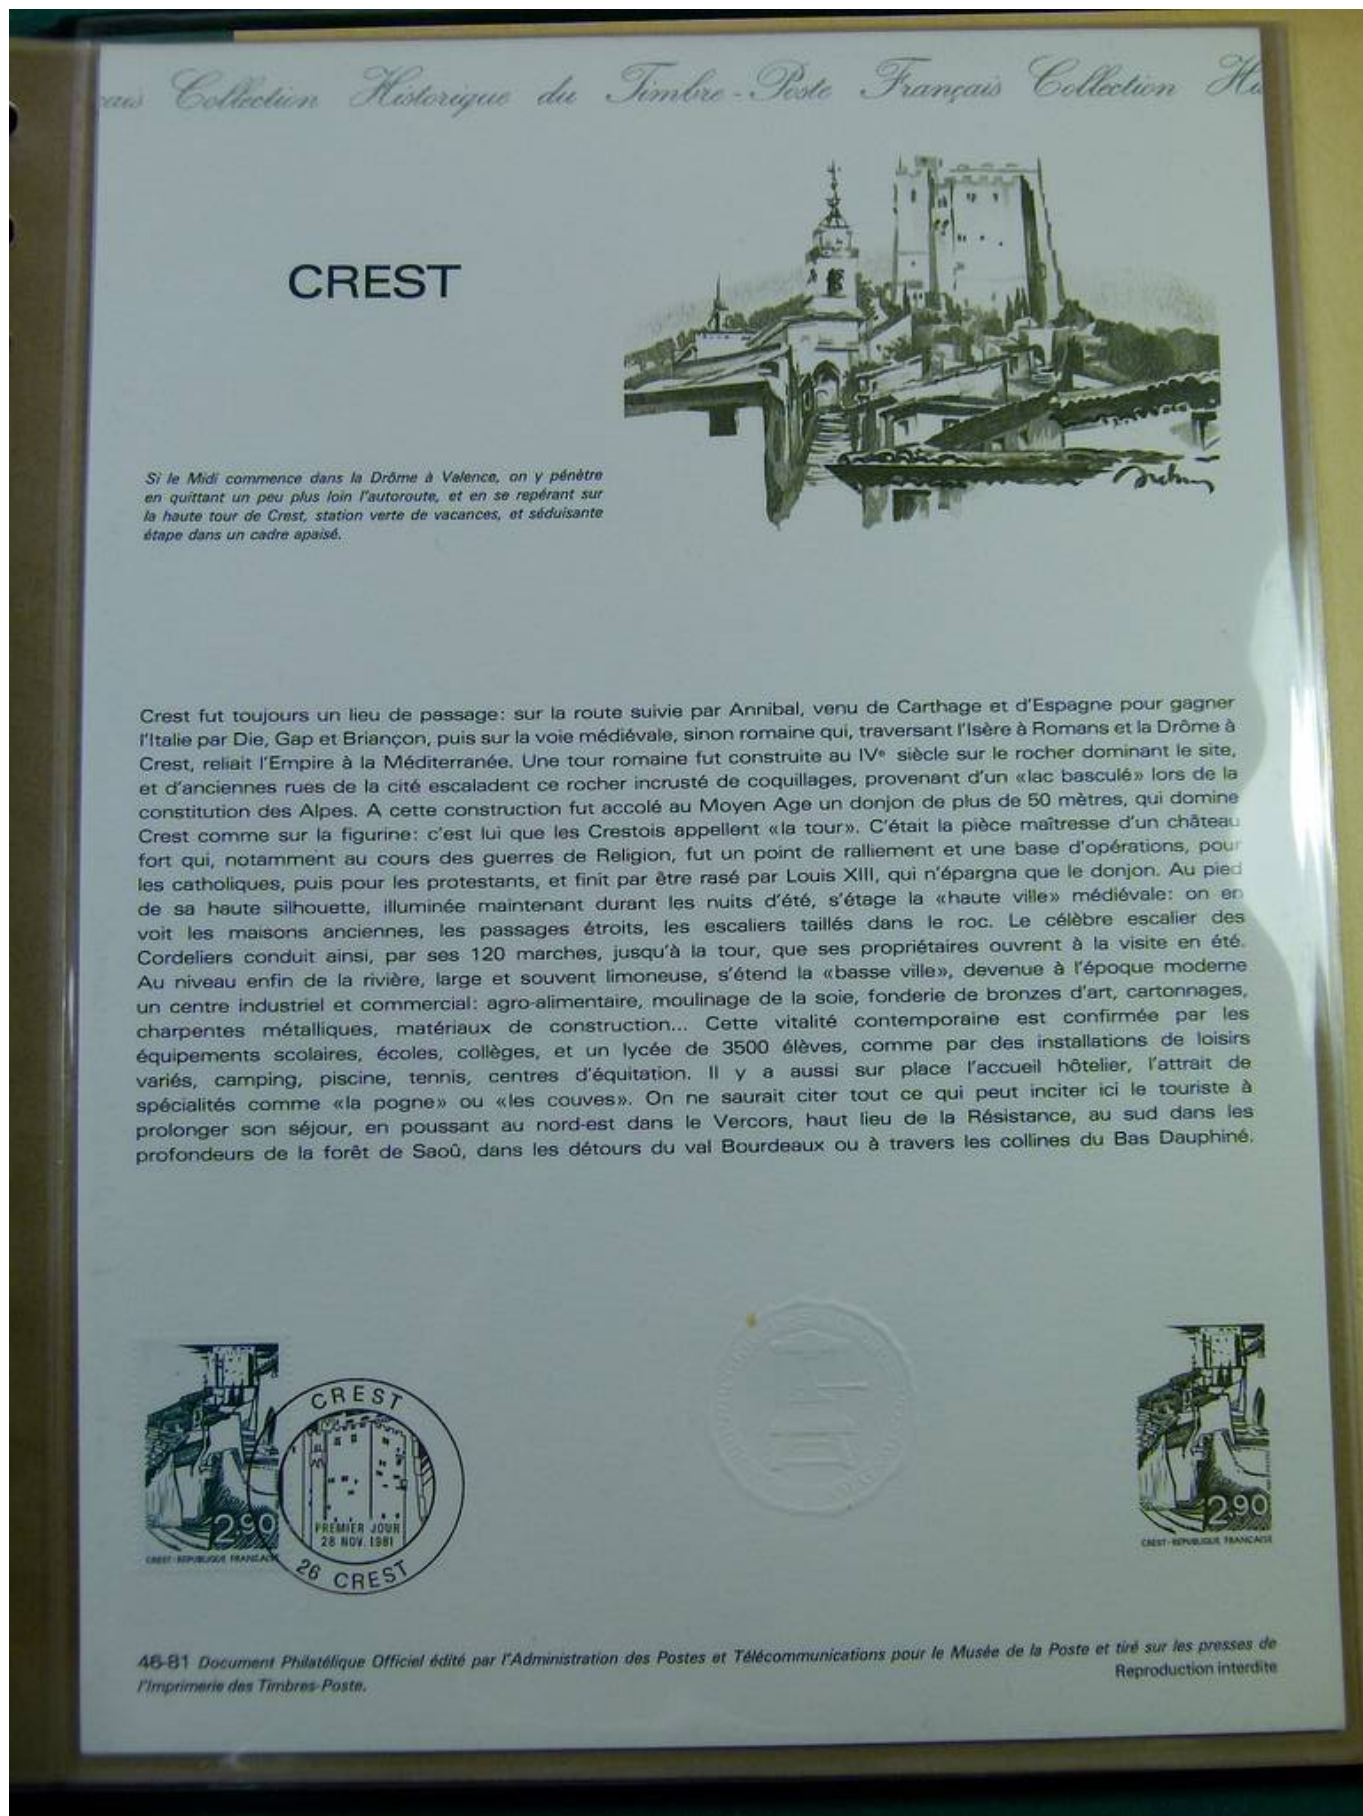 çais Collection Historique du Timbre-Poste Français Collection His
CREST
Si le Midi commence dans la Drôme à Valence, on y pénètre
en quittant un peu plus loin l'autoroute, et en se repérant sur
la haute tour de Crest, station verte de vacances, et séduisante
étape dans un cadre apaisé.
Crest fut toujours un lieu de passage: sur la route suivie par Annibal, venu de Carthage et d'Espagne pour gagner
l'Italie par Die, Gap et Briançon, puis sur la voie médiévale, sinon romaine qui, traversant l'Isère à Romans et la Drôme à
Crest, reliait l'Empire à la Méditerranée. Une tour romaine fut construite au IVᵉ siècle sur le rocher dominant le site,
et d'anciennes rues de la cité escaladent ce rocher incrusté de coquillages, provenant d'un «lac basculé» lors de la
constitution des Alpes. A cette construction fut accolé au Moyen Age un donjon de plus de 50 mètres, qui domine
Crest comme sur la figurine: c'est lui que les Crestois appellent «la tour». C'était la pièce maîtresse d'un château
fort qui, notamment au cours des guerres de Religion, fut un point de ralliement et une base d'opérations, pour
les catholiques, puis pour les protestants, et finit par être rasé par Louis XIII, qui n'épargna que le donjon. Au pied
de sa haute silhouette, illuminée maintenant durant les nuits d'été, s'étage la «haute ville» médiévale: on en
voit les maisons anciennes, les passages étroits, les escaliers taillés dans le roc. Le célèbre escalier des
Cordeliers conduit ainsi, par ses 120 marches, jusqu'à la tour, que ses propriétaires ouvrent à la visite en été.
Au niveau enfin de la rivière, large et souvent limoneuse, s'étend la «basse ville», devenue à l'époque moderne
un centre industriel et commercial: agro-alimentaire, moulinage de la soie, fonderie de bronzes d'art, cartonnages,
charpentes métalliques, matériaux de construction... Cette vitalité contemporaine est confirmée par les
équipements scolaires, écoles, collèges, et un lycée de 3500 élèves, comme par des installations de loisirs
variés, camping, piscine, tennis, centres d'équitation. Il y a aussi sur place l'accueil hôtelier, l'attrait de
spécialités comme «la pogne» ou «les couves». On ne saurait citer tout ce qui peut inciter ici le touriste à
prolonger son séjour, en poussant au nord-est dans le Vercors, haut lieu de la Résistance, au sud dans les
profondeurs de la forêt de Saoû, dans les détours du val Bourdeaux ou à travers les collines du Bas Dauphiné.
2,90
CREST-REPUBLIQUE FRANCAISE
CREST
PREMIER JOUR
28 NOV. 1981
26 CREST
2,90
CREST-REPUBLIQUE FRANCAISE
46-81 Document Philatélique Officiel édité par l'Administration des Postes et Télécommunications pour le Musée de la Poste et tiré sur les presses de
l'Imprimerie des Timbres-Poste.
Reproduction interdite